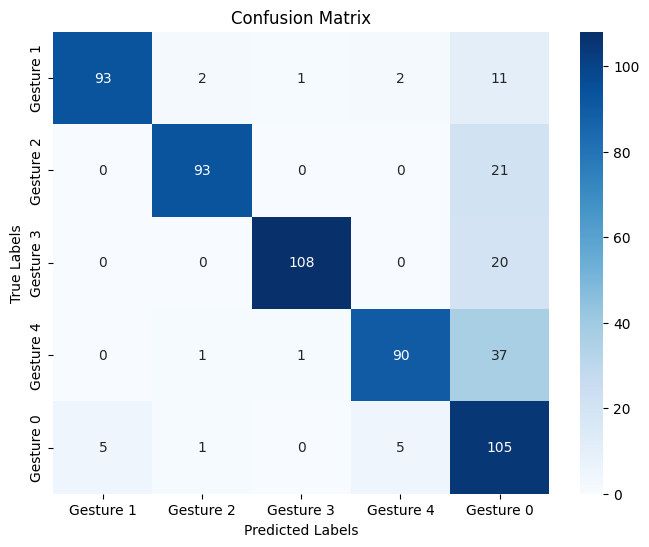 Confusion Matrix
True Labels
Gesture 1
93 2 1 2 11
Gesture 2
0 93 0 0 21
Gesture 3
0 0 108 0 20
Gesture 4
0 1 1 90 37
Gesture 0
5 1 0 5 105
Gesture 1 Gesture 2 Gesture 3 Gesture 4 Gesture 0
Predicted Labels
100
80
60
40
20
0